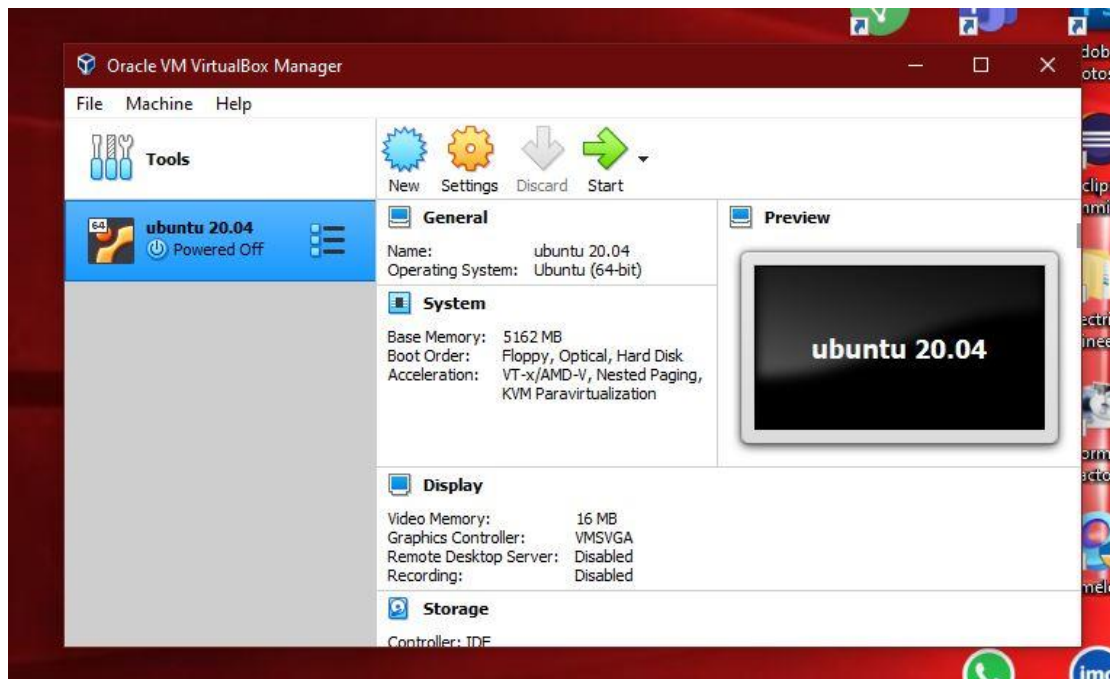 Oracle VM VirtualBox Manager
File Machine Help
Tools
New Settings Discard Start
64
ubuntu 20.04
Powered Off
General
Name: ubuntu 20.04
Operating System: Ubuntu (64-bit)
Preview
ubuntu 20.04
System
Base Memory: 5162 MB
Boot Order: Floppy, Optical, Hard Disk
Acceleration: VT-x/AMD-V, Nested Paging,
KVM Paravirtualization
Display
Video Memory: 16 MB
Graphics Controller: VMSVGA
Remote Desktop Server: Disabled
Recording: Disabled
Storage
Controller: IDE